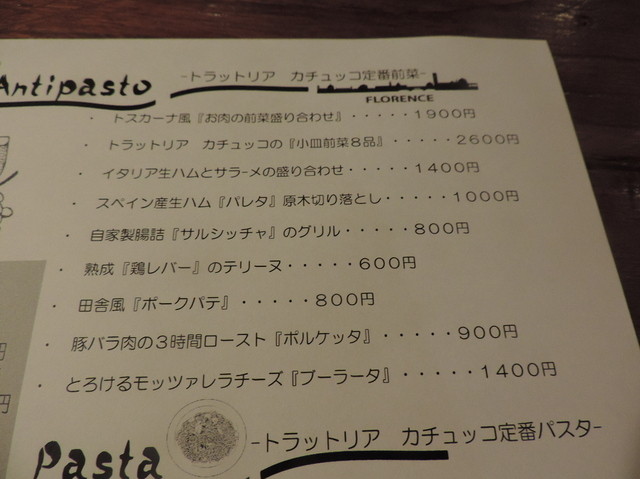 Antipasto -トラットリア　カチュッコ定番前菜-
FLORENCE
・ トスカーナ風『お肉の前菜盛り合わせ』・・・・・1900円
・ トラットリア　カチュッコの『小皿前菜８品』・・・・・2600円
・ イタリア生ハムとサラーメの盛り合わせ・・・・・1400円
・ スペイン産生ハム『パレタ』原木切り落とし・・・・・1000円
・ 自家製腸詰『サルシッチャ』のグリル・・・・・800円
・ 熟成『鶏レバー』のテリーヌ・・・・・600円
・ 田舎風『ポークパテ』・・・・・800円
・ 豚バラ肉の３時間ロースト『ポルケッタ』・・・・・900円
・ とろけるモッツァレラチーズ『ブーラータ』・・・・・1400円
円
円
Pasta -トラットリア　カチュッコ定番パスタ-